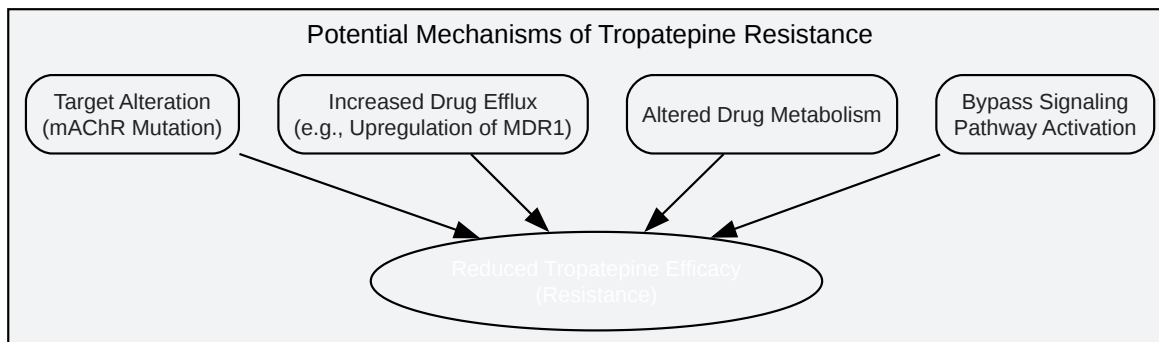 Potential Mechanisms of Tropatepine Resistance
Target Alteration
(mAChR Mutation)
Increased Drug Efflux
(e.g., Upregulation of MDR1)
Altered Drug Metabolism
Bypass Signaling
Pathway Activation
Reduced Tropatepine Efficacy
(Resistance)